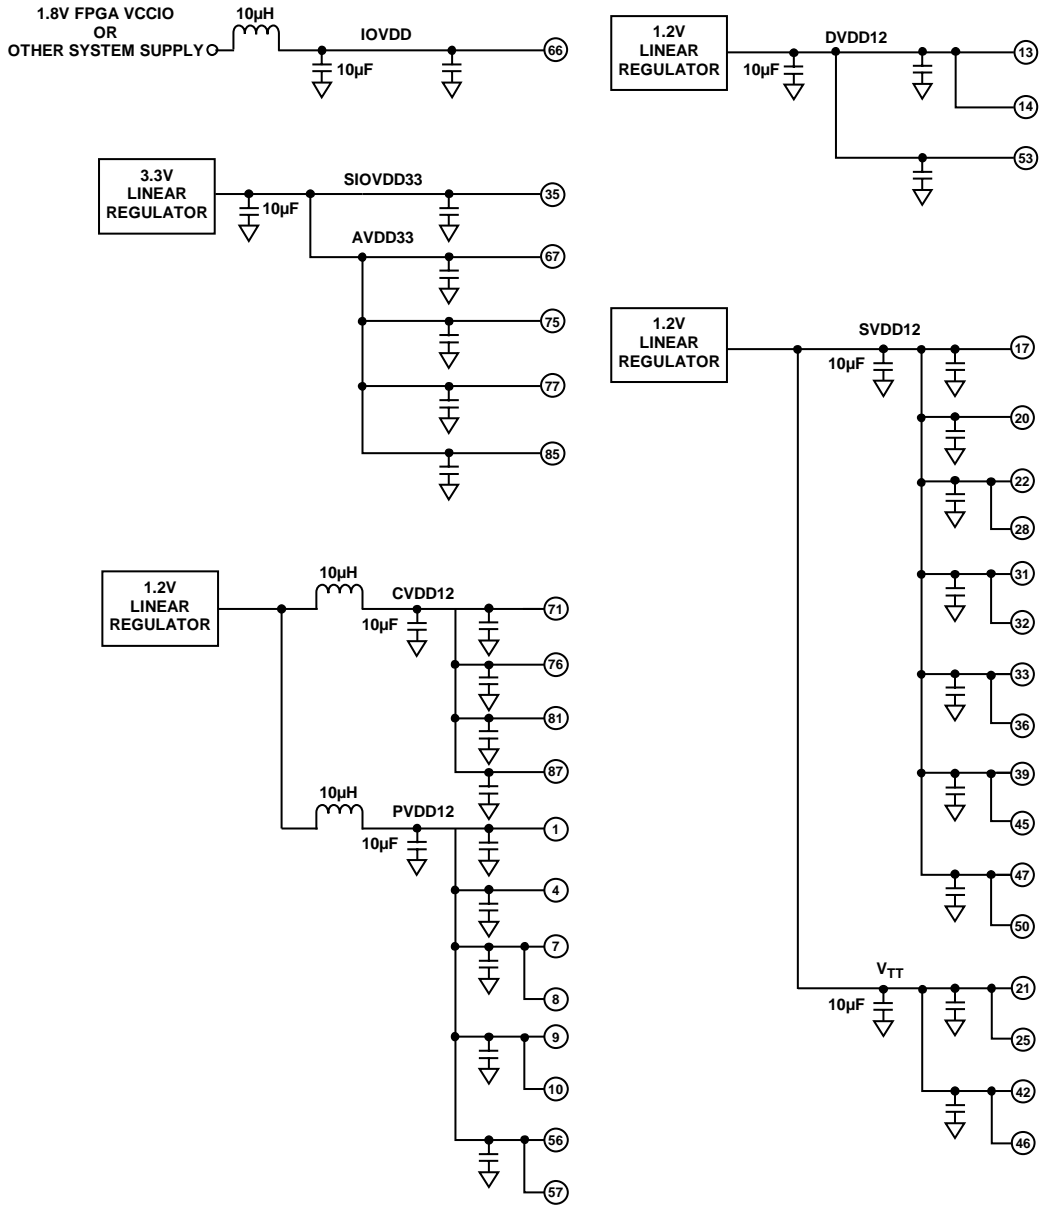 1.8V FPGA VCCIO
OR
OTHER SYSTEM SUPPLY
10µH
IOVDD
10µF
66
3.3V
LINEAR
REGULATOR
10µF
SIOVDD33
35
AVDD33
67
75
77
85
1.2V
LINEAR
REGULATOR
10µH
CVDD12
10µF
71
76
81
87
10µH
PVDD12
10µF
1
4
7
8
9
10
56
57
1.2V
LINEAR
REGULATOR
10µF
DVDD12
13
14
53
1.2V
LINEAR
REGULATOR
SVDD12
10µF
17
20
22
28
31
32
33
36
39
45
47
50
VTT
10µF
21
25
42
46